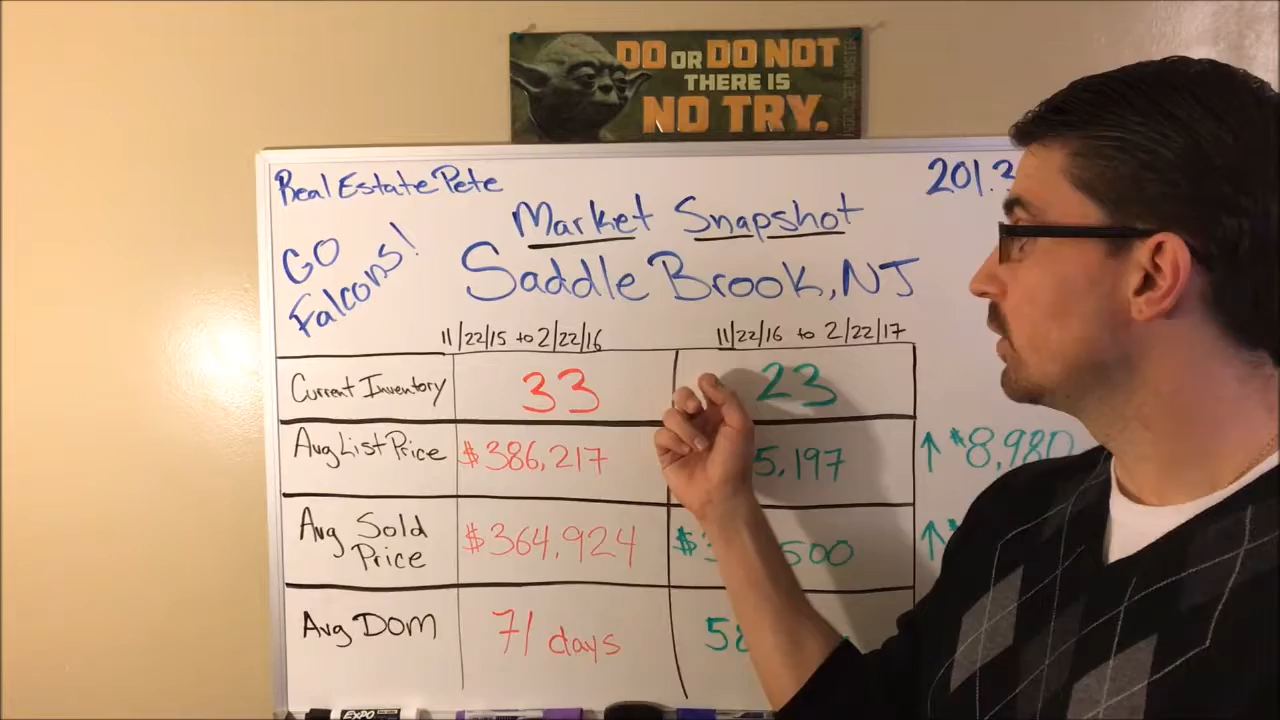 DO OR DO NOT
THERE IS
NO TRY.
Real Estate Pete
201.3
Market Snapshot
GO
Falcons!
Saddle Brook, NJ
11/22/15 to 2/22/16 11/22/16 to 2/22/17
Current Inventory 33 23
Avg List Price $386,217 5,197 ↑ $8,980
Avg Sold Price $364,924 $3 500 ↑ $
Avg DOM 71 days 58
EXPO